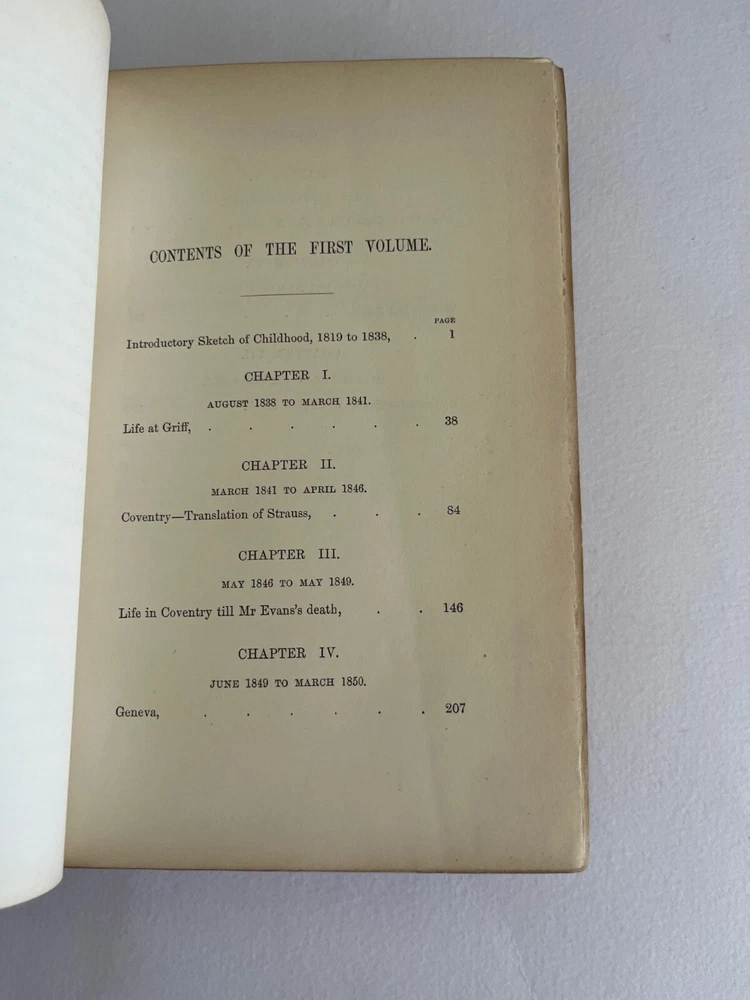 CONTENTS OF THE FIRST VOLUME.
PAGE
Introductory Sketch of Childhood, 1819 to 1838, . 1
CHAPTER I.
AUGUST 1838 TO MARCH 1841.
Life at Griff, . . . . . . 38
CHAPTER II.
MARCH 1841 TO APRIL 1846.
Coventry—Translation of Strauss, . . . 84
CHAPTER III.
MAY 1846 TO MAY 1849.
Life in Coventry till Mr Evans's death, . . 146
CHAPTER IV.
JUNE 1849 TO MARCH 1850.
Geneva, . . . . . . 207